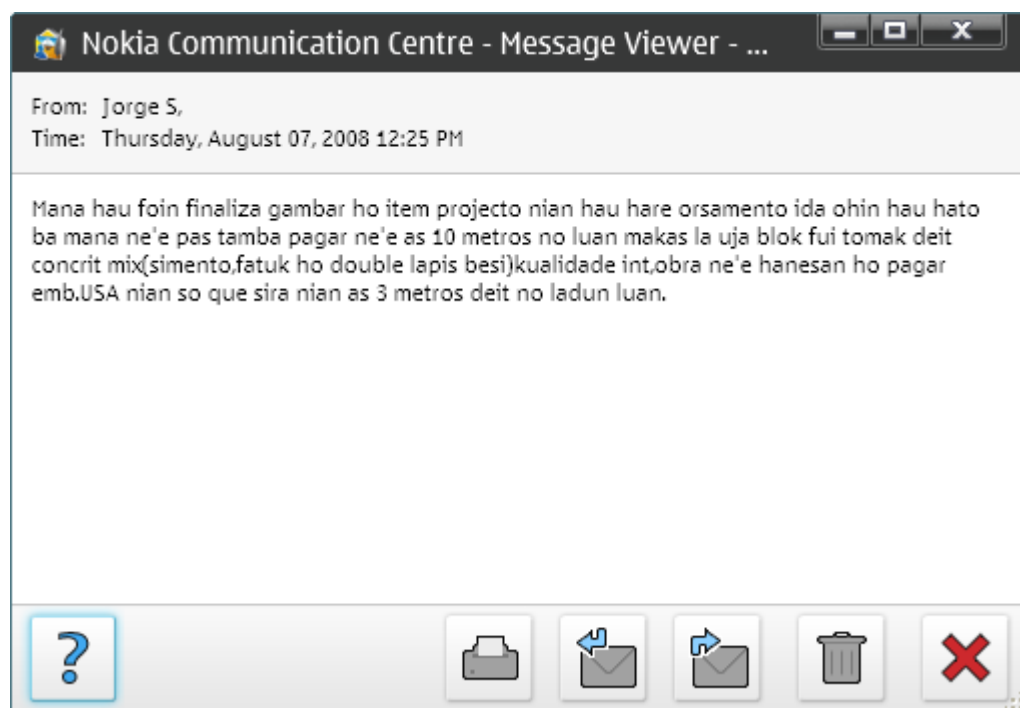 Nokia Communication Centre - Message Viewer - ...
From: Jorge S,
Time: Thursday, August 07, 2008 12:25 PM
Mana hau foin finaliza gambar ho item projecto nian hau hare orsamento ida ohin hau hato
ba mana ne'e pas tamba pagar ne'e as 10 metros no luan makas la uja blok fui tomak deit
concrit mix(simento,fatuk ho double lapis besi)kualidade int,obra ne'e hanesan ho pagar
emb.USA nian so que sira nian as 3 metros deit no ladun luan.